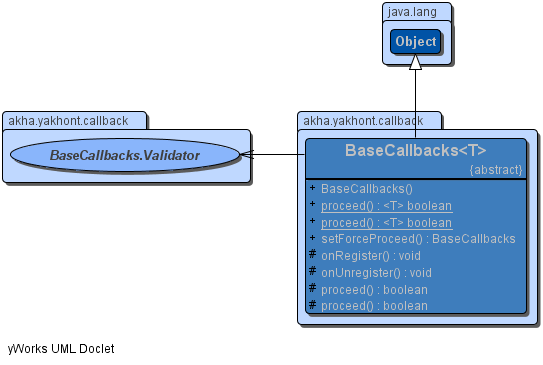 java.lang
Object
akha.yakhont.callback
BaseCallbacks.Validator
akha.yakhont.callback
BaseCallbacks<T>
{abstract}
+ BaseCallbacks()
+ proceed() : <T> boolean
+ proceed() : <T> boolean
+ setForceProceed() : BaseCallbacks
# onRegister() : void
# onUnregister() : void
# proceed() : boolean
# proceed() : boolean
yWorks UML Doclet